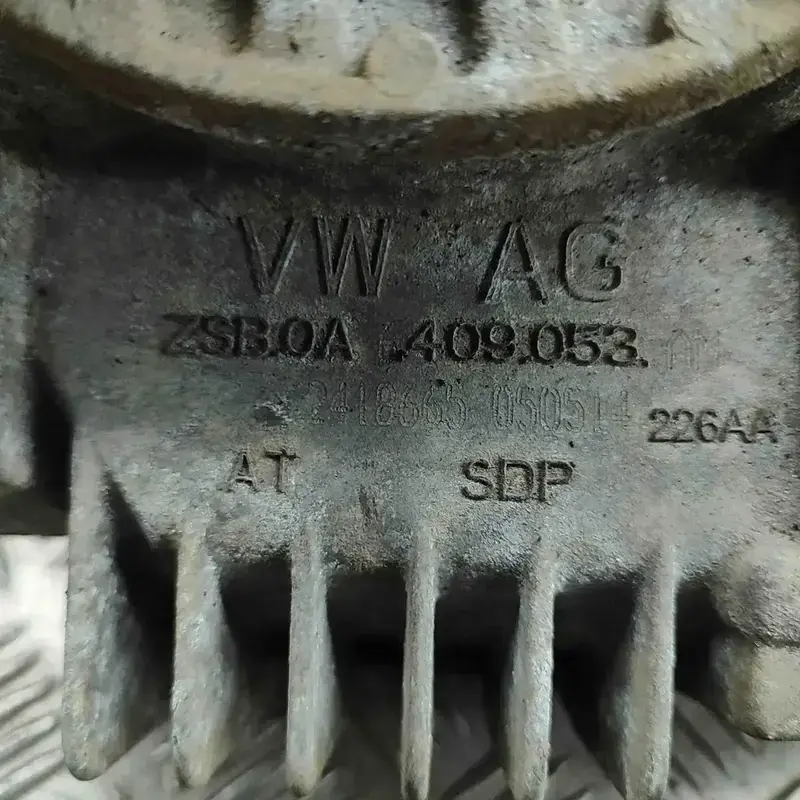 VW AG
ZSB.0A .409.053.
2418665 050514
226AA
AT SDP